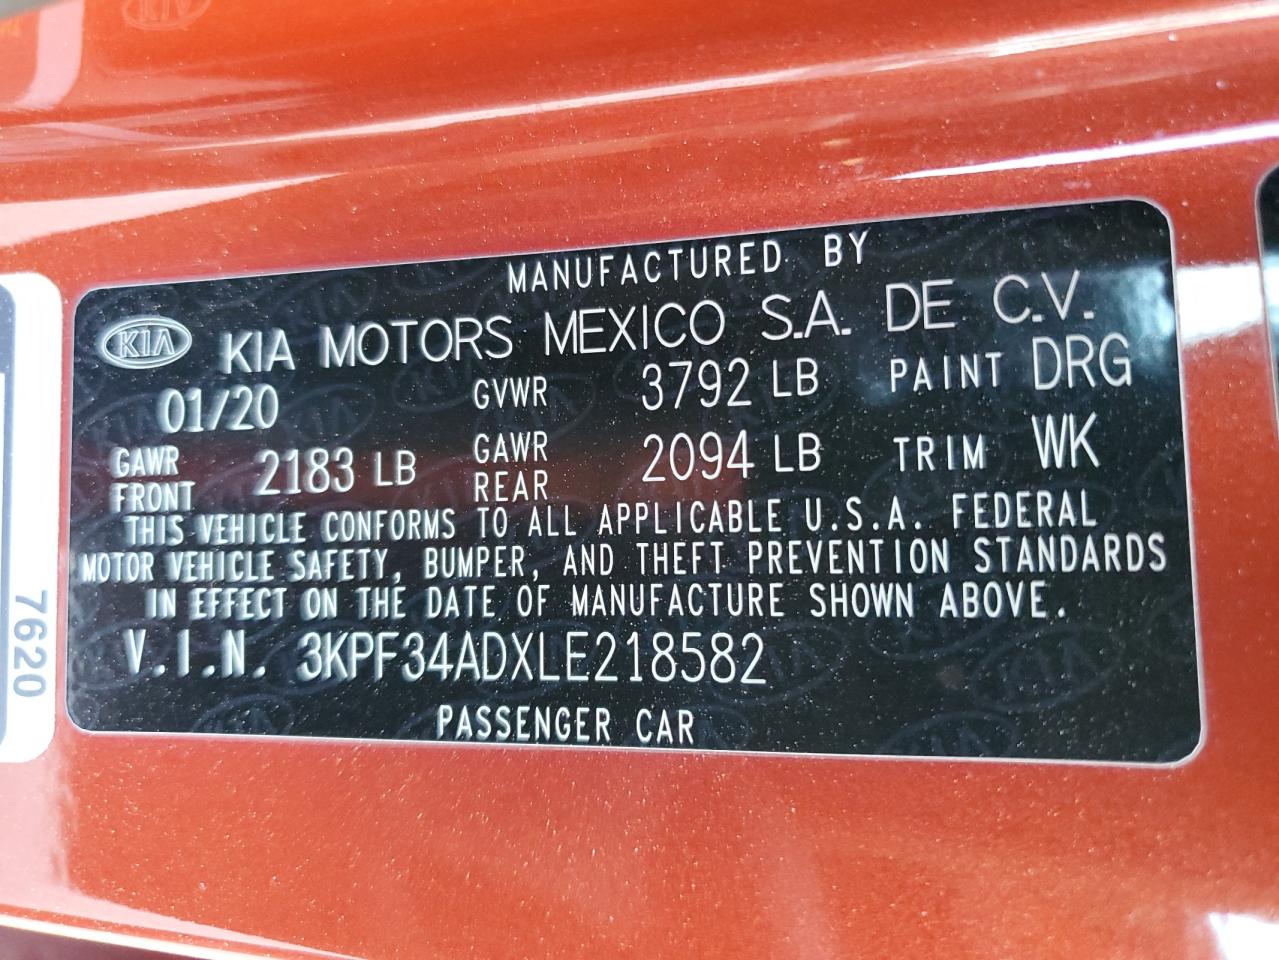 MANUFACTURED BY
KIA KIA MOTORS MEXICO S.A. DE C.V.
01/20 GVWR 3792 LB PAINT DRG
GAWR FRONT 2183 LB GAWR REAR 2094 LB TRIM WK
THIS VEHICLE CONFORMS TO ALL APPLICABLE U.S.A. FEDERAL
MOTOR VEHICLE SAFETY, BUMPER, AND THEFT PREVENTION STANDARDS
IN EFFECT ON THE DATE OF MANUFACTURE SHOWN ABOVE.
V.I.N. 3KPF34ADXLE218582
PASSENGER CAR
7620